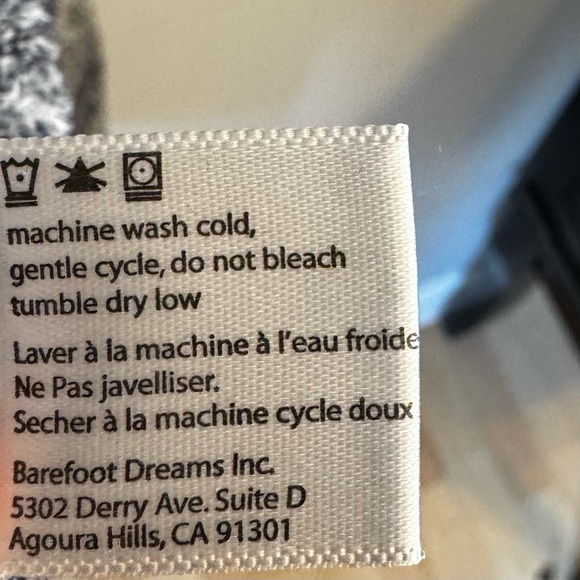 machine wash cold,
gentle cycle, do not bleach
tumble dry low
Laver à la machine à l'eau froide
Ne Pas javelliser.
Secher à la machine cycle doux
Barefoot Dreams Inc.
5302 Derry Ave. Suite D
Agoura Hills, CA 91301